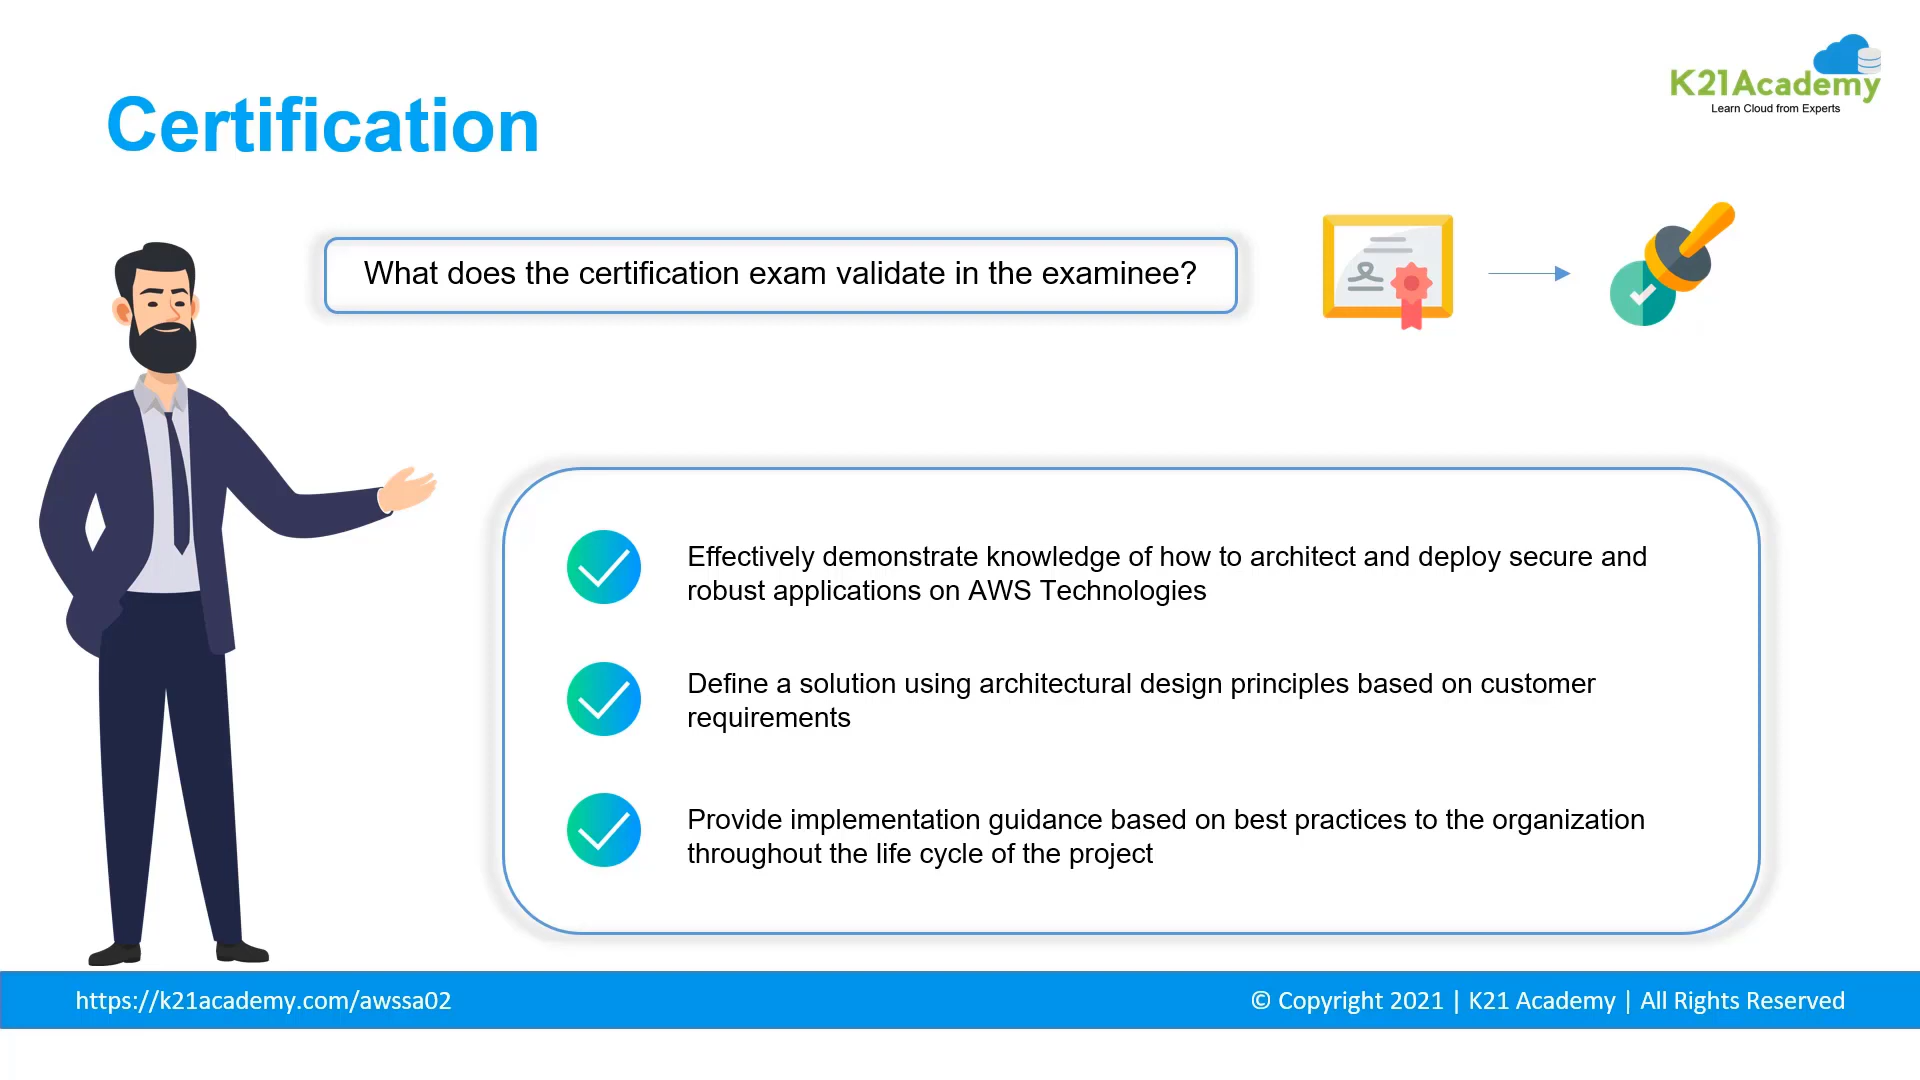 K21Academy
Learn Cloud from Experts
Certification
What does the certification exam validate in the examinee?
Effectively demonstrate knowledge of how to architect and deploy secure and
robust applications on AWS Technologies
Define a solution using architectural design principles based on customer
requirements
Provide implementation guidance based on best practices to the organization
throughout the life cycle of the project
https://k21academy.com/awssa02
© Copyright 2021 | K21 Academy | All Rights Reserved